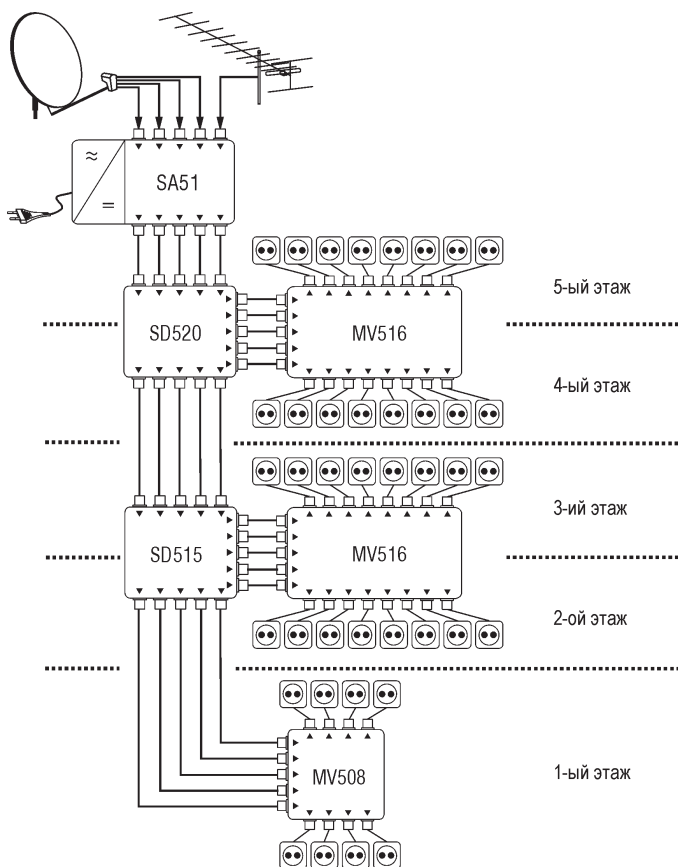 ≈
=
SA51
5-ый этаж
SD520
MV516
4-ый этаж
3-ий этаж
SD515
MV516
2-ой этаж
MV508
1-ый этаж